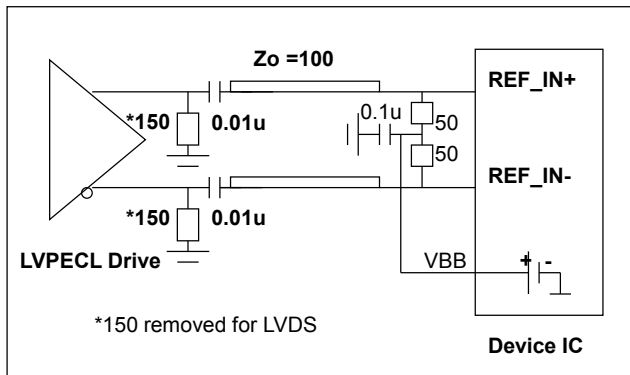 Zo =100
REF_IN+
0.1u
*150
0.01u
50
50
REF_IN-
*150
0.01u
LVPECL Drive
VBB
+
-
*150 removed for LVDS
Device IC